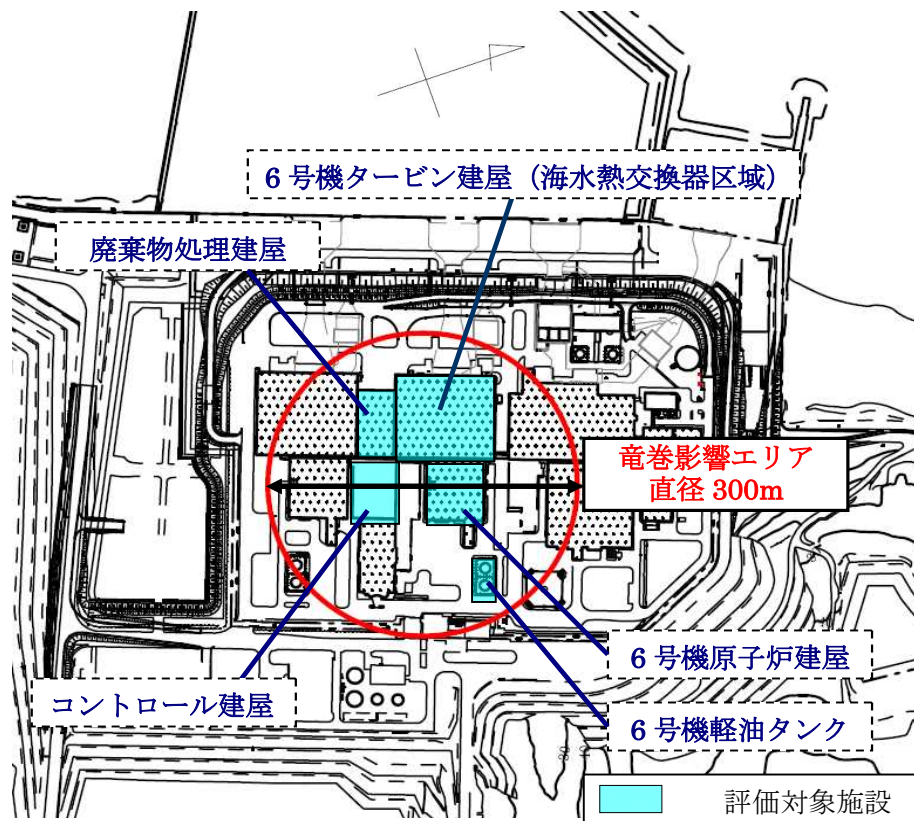 6号機タービン建屋（海水熱交換器区域）
廃棄物処理建屋
竜巻影響エリア
直径 300m
6号機原子炉建屋
コントロール建屋
6号機軽油タンク
評価対象施設